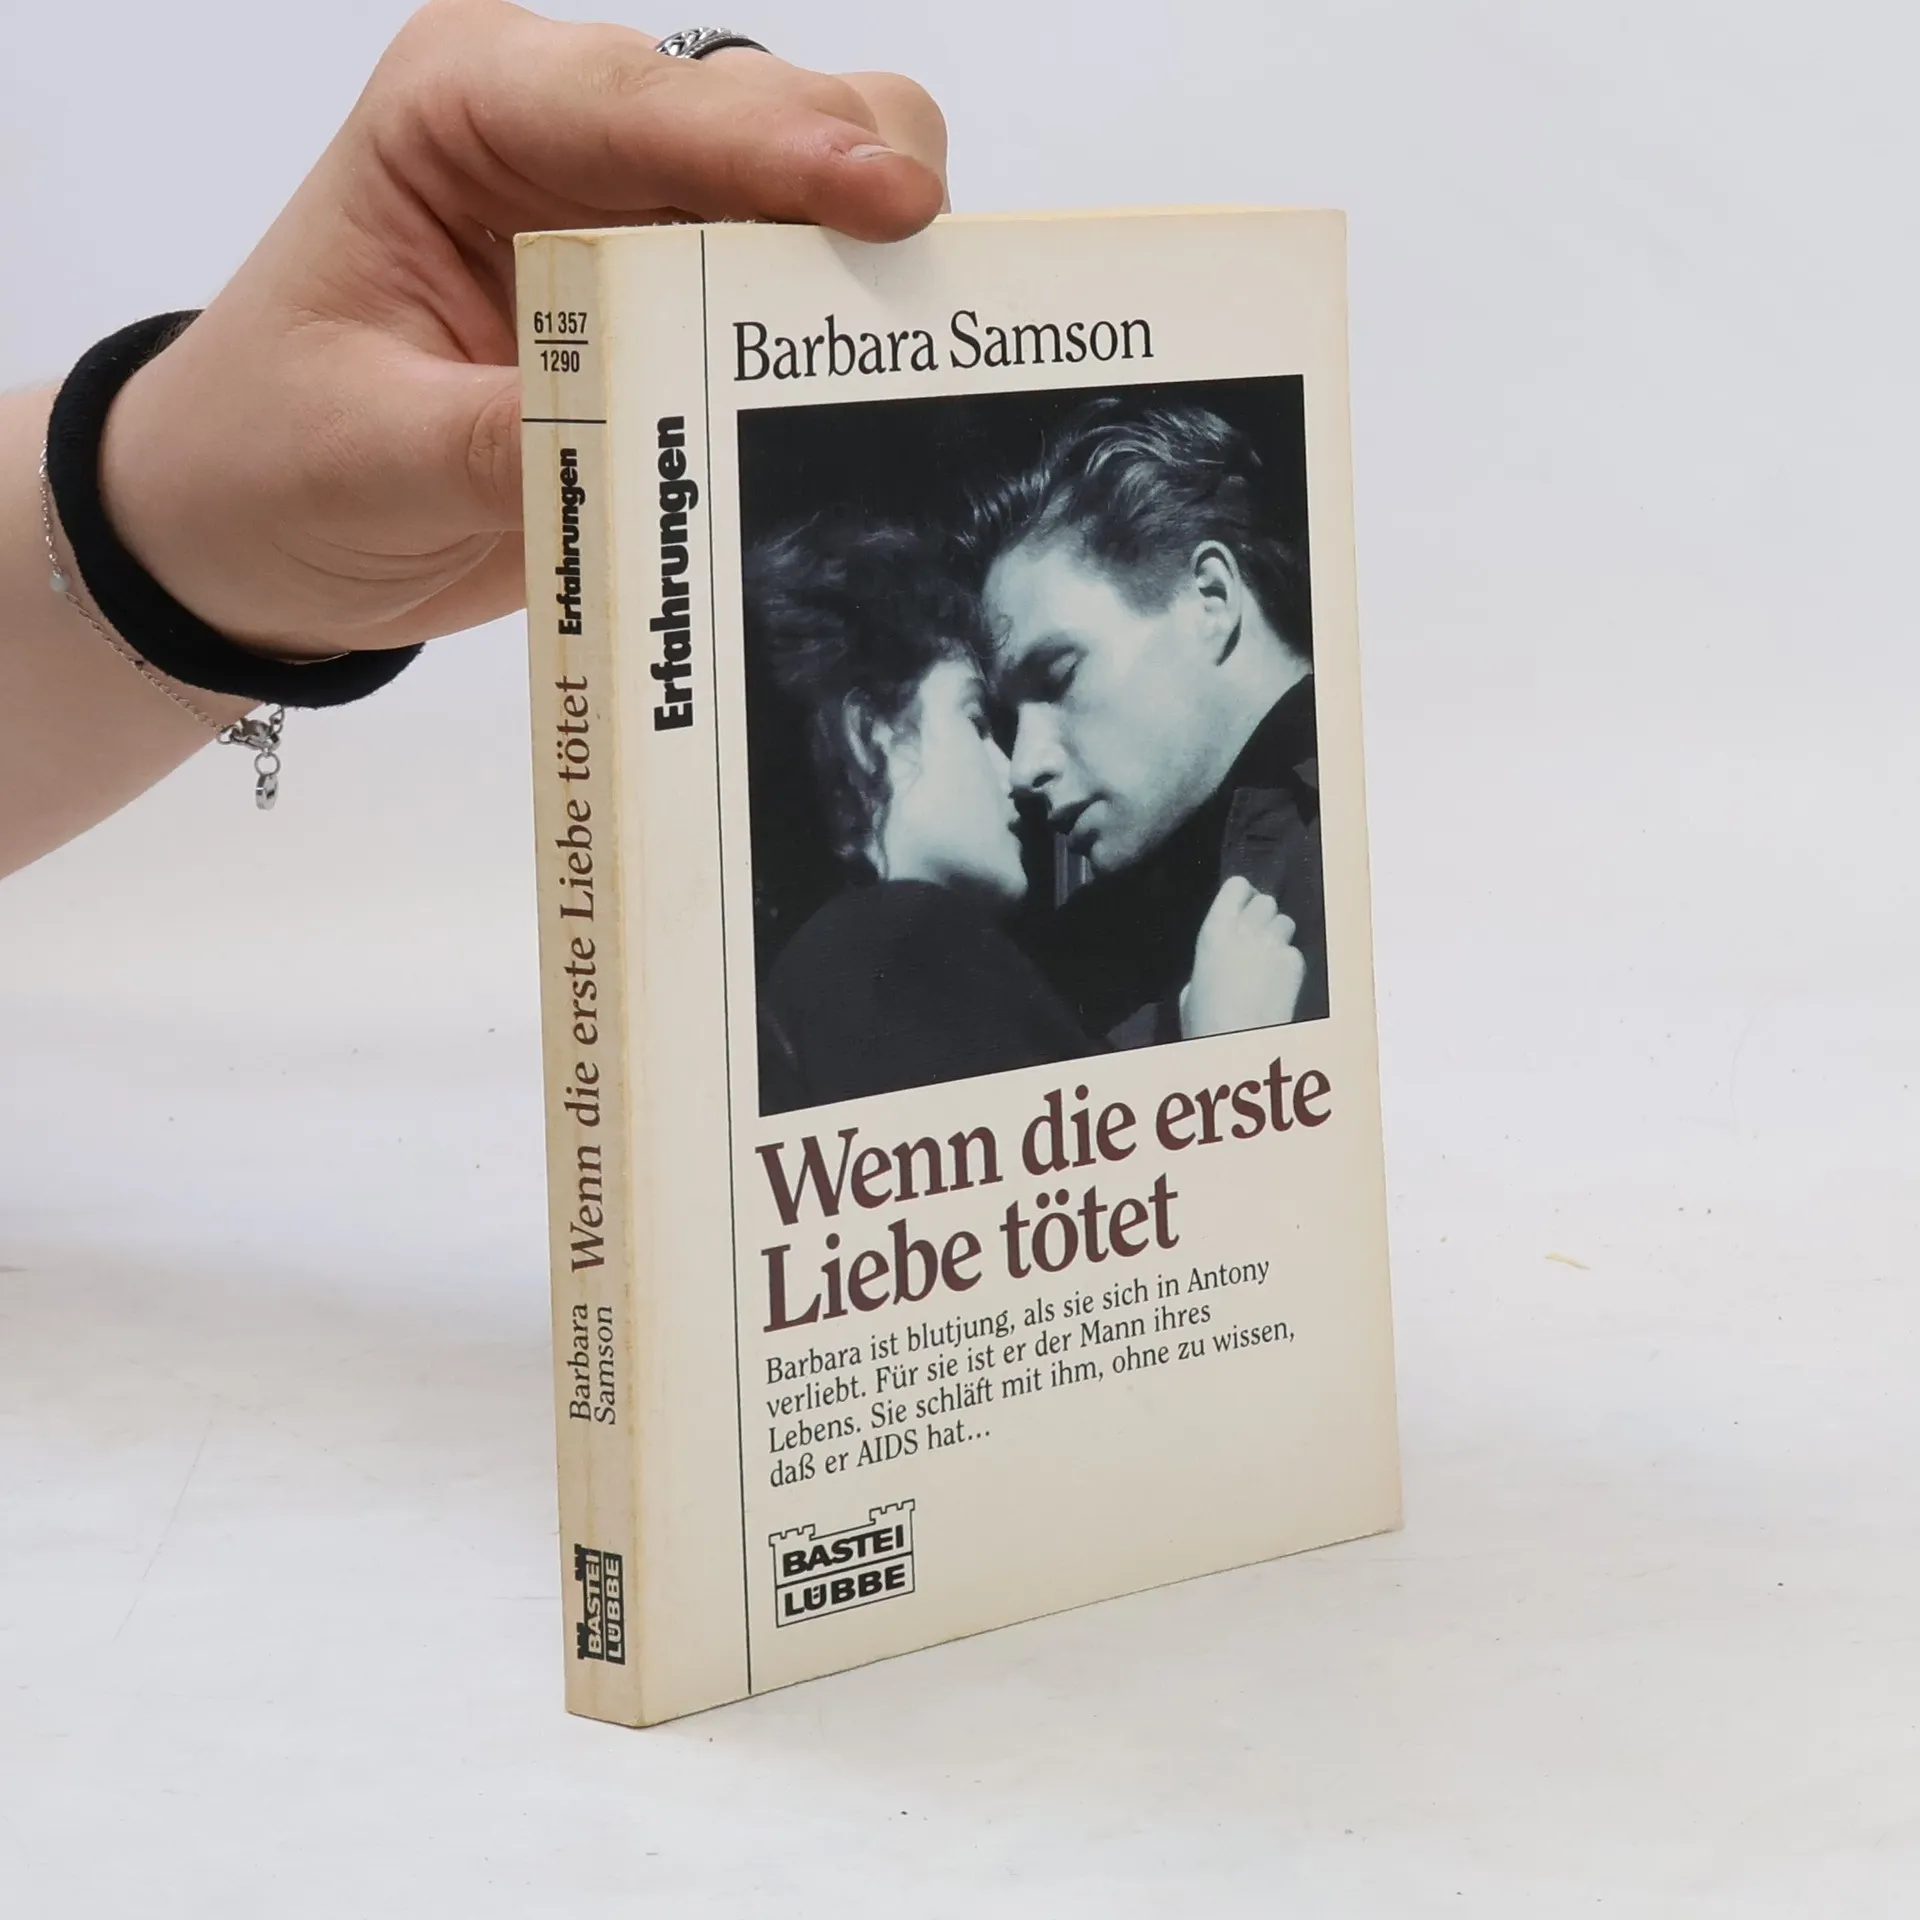 61 357
1290
Erfahrungen
Wenn die erste Liebe tötet
Barbara
Samson
BASTEI
LÜBBE
Erfahrungen
Barbara Samson
Wenn die erste
Liebe tötet
Barbara ist blutjung, als sie sich in Antony
verliebt. Für sie ist er der Mann ihres
Lebens. Sie schläft mit ihm, ohne zu wissen,
daß er AIDS hat...
BASTEI
LÜBBE